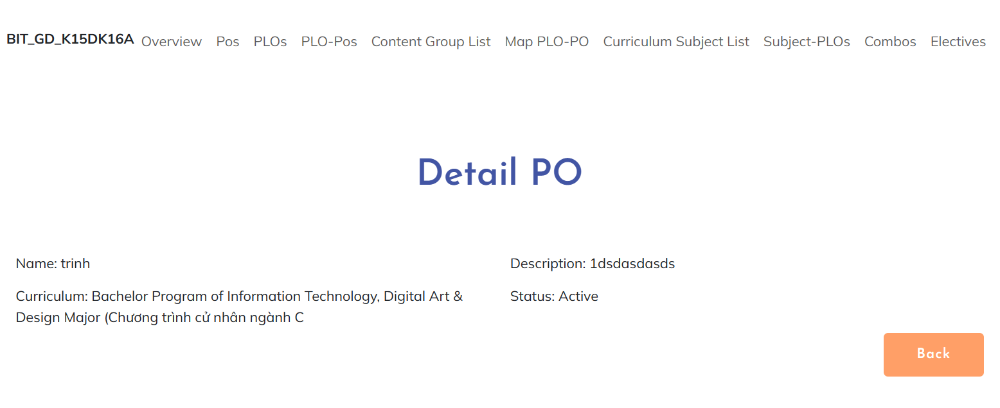 BIT_GD_K15DK16A Overview Pos PLOs PLO-Pos Content Group List Map PLO-PO Curriculum Subject List Subject-PLOs Combos Electives
Detail PO
Name: trinh
Description: 1dsdasdasds
Curriculum: Bachelor Program of Information Technology, Digital Art &
Design Major (Chương trình cử nhân ngành C
Status: Active
Back